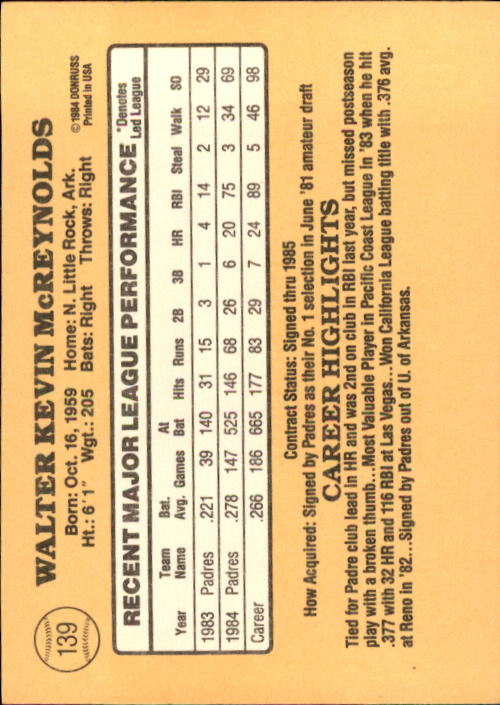 139
WALTER KEVIN McREYNOLDS
Born: Oct. 16, 1959 Home: N. Little Rock, Ark. © 1984 DONRUSS
Ht.: 6' 1" Wgt.: 205 Bats: Right Throws: Right Printed in USA
RECENT MAJOR LEAGUE PERFORMANCE *Denotes Led League
Year Team Name Bat. Avg. Games At Bat Hits Runs 2B 3B HR RBI Steal Walk SO
1983 Padres .221 39 140 31 15 3 1 4 14 2 12 29
1984 Padres .278 147 525 146 68 26 6 20 75 3 34 69
Career .266 186 665 177 83 29 7 24 89 5 46 98
Contract Status: Signed thru 1985
How Acquired: Signed by Padres as their No. 1 selection in June '81 amateur draft
CAREER HIGHLIGHTS
Tied for Padre club lead in HR and was 2nd on club in RBI last year, but missed postseason
play with a broken thumb...Most Valuable Player in Pacific Coast League in '83 when he hit
.377 with 32 HR and 116 RBI at Las Vegas...Won California League batting title with .376 avg.
at Reno in '82...Signed by Padres out of U. of Arkansas.